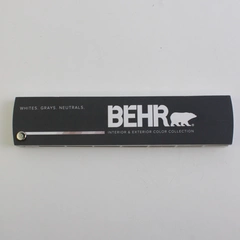 WHITES. GRAYS. NEUTRALS.
BEHR
INTERIOR & EXTERIOR COLOR COLLECTION